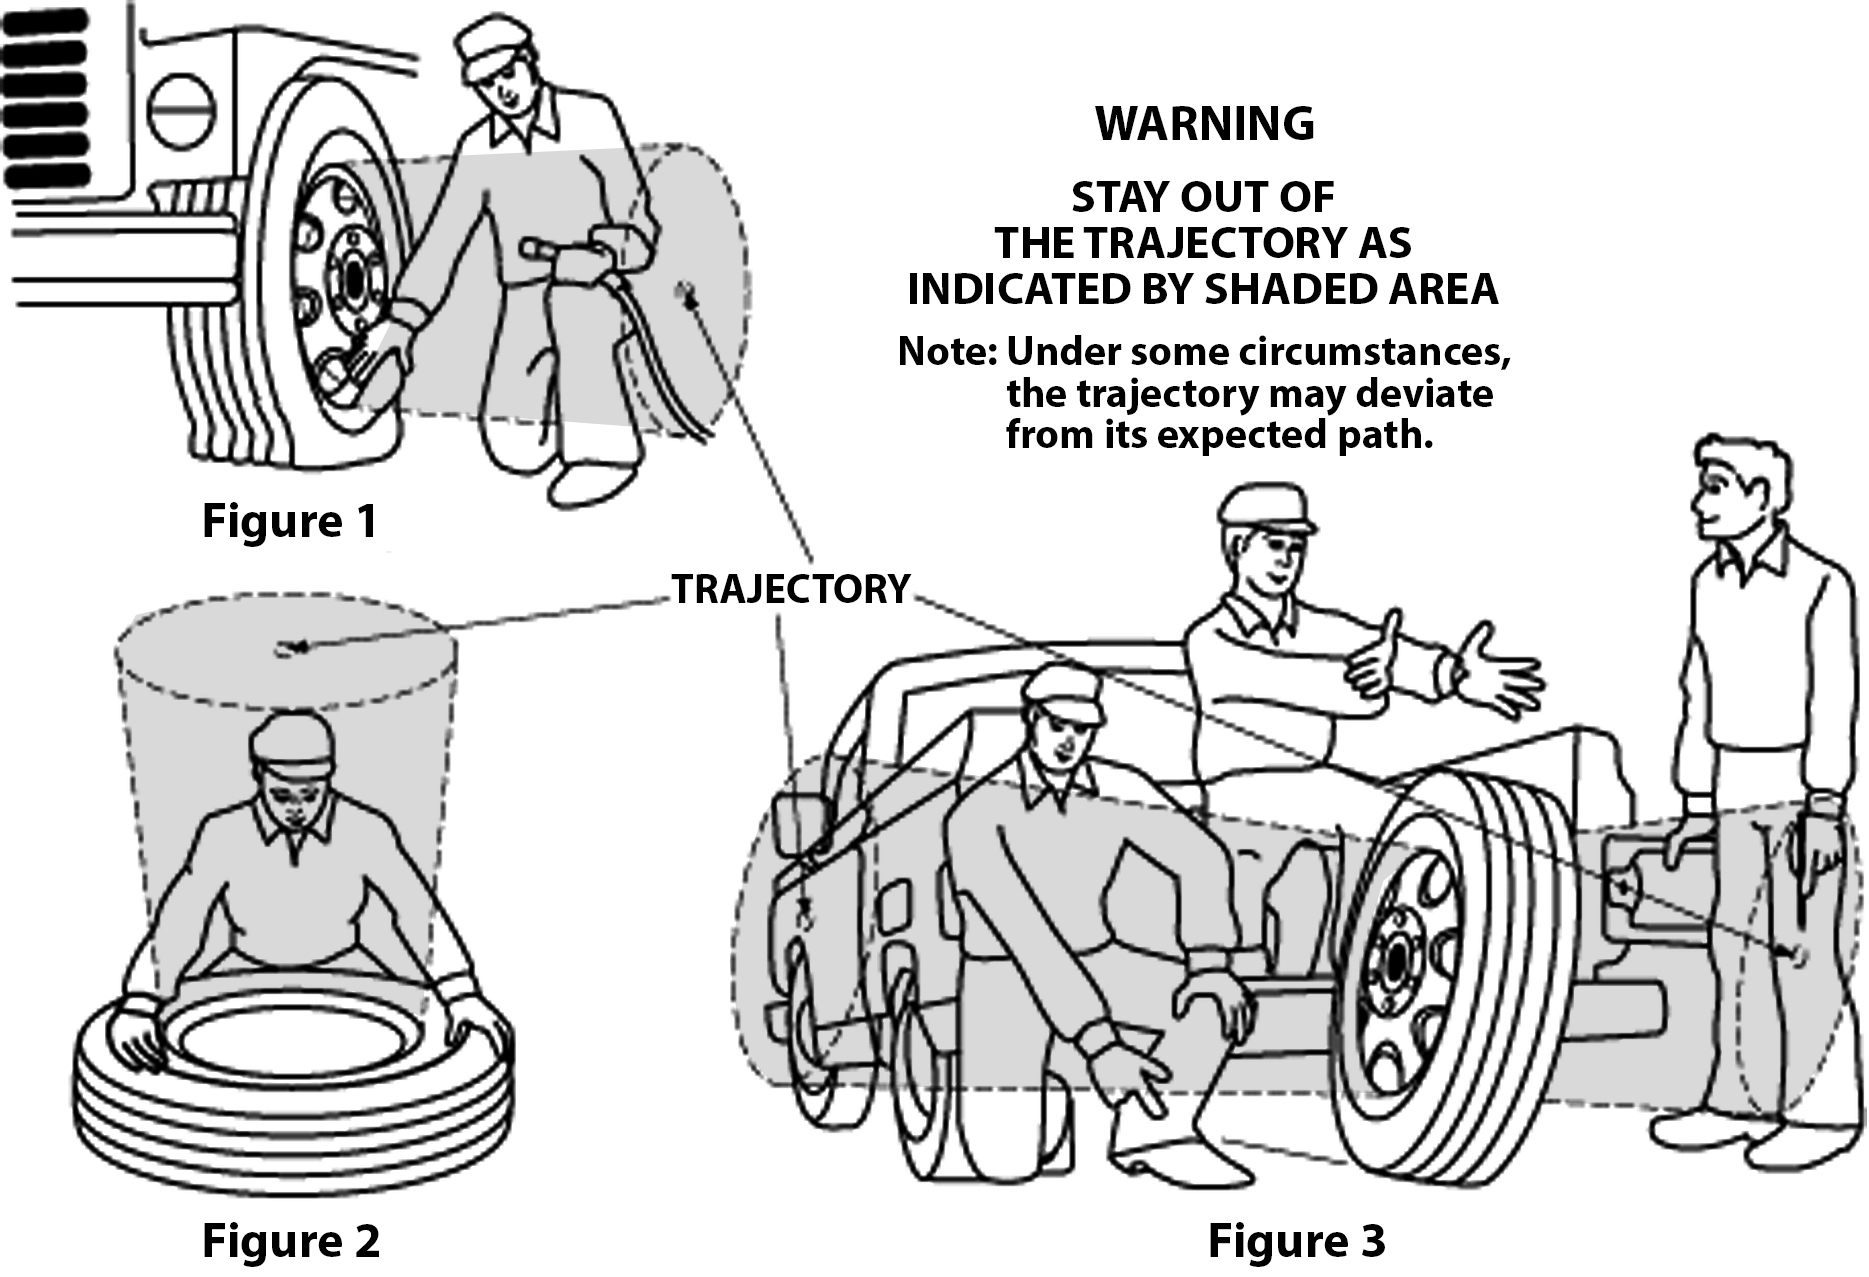 WARNING
STAY OUT OF
THE TRAJECTORY AS
INDICATED BY SHADED AREA
Note: Under some circumstances,
the trajectory may deviate
from its expected path.
Figure 1
TRAJECTORY
Figure 2
Figure 3